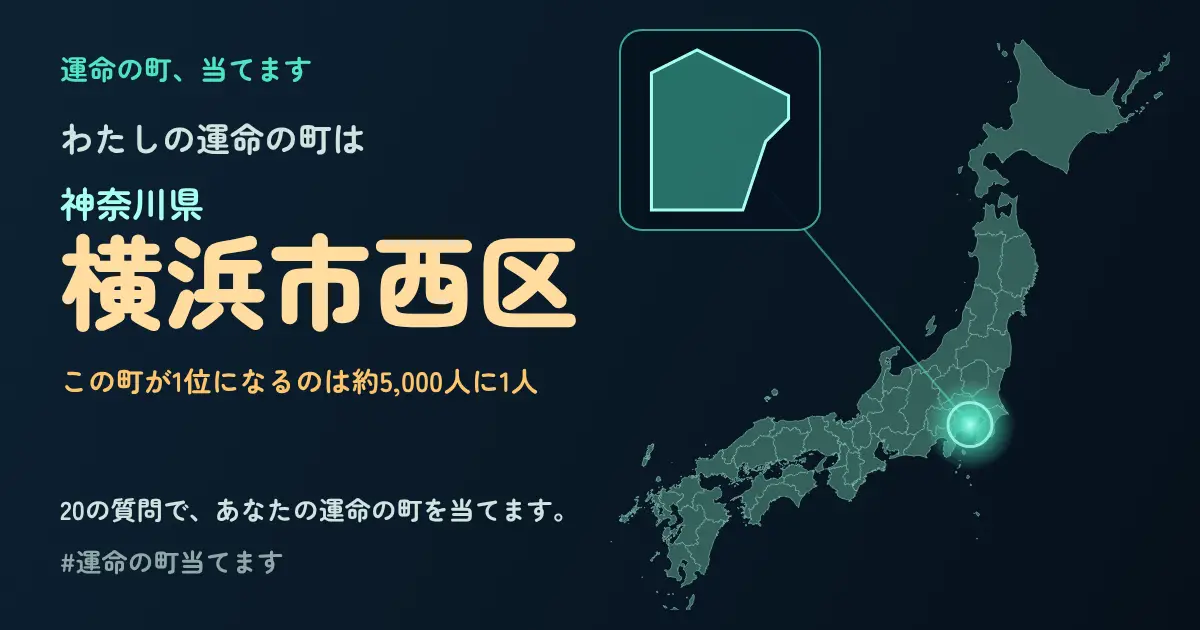 運命の町、当てます
わたしの運命の町は
神奈川県
横浜市西区
この町が1位になるのは約5,000人に1人
20の質問で、あなたの運命の町を当てます。
#運命の町当てます